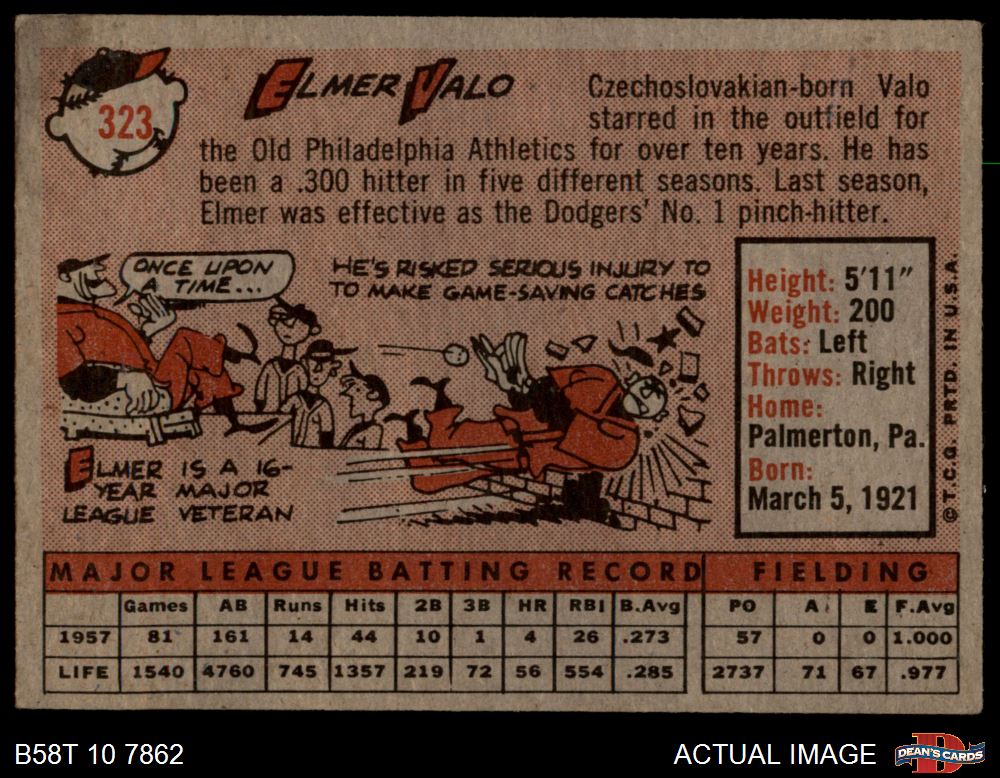 323
ELMER VALO
Czechoslovakian-born Valo
starred in the outfield for
the Old Philadelphia Athletics for over ten years. He has
been a .300 hitter in five different seasons. Last season,
Elmer was effective as the Dodgers' No. 1 pinch-hitter.
ONCE UPON
A TIME...
HE'S RISKED SERIOUS INJURY TO
TO MAKE GAME-SAVING CATCHES
ELMER IS A 16-
YEAR MAJOR
LEAGUE VETERAN
Height: 5'11"
Weight: 200
Bats: Left
Throws: Right
Home:
Palmerton, Pa.
Born:
March 5, 1921
© T.C.G. PRTD. IN U.S.A.
MAJOR LEAGUE BATTING RECORD FIELDING
Games AB Runs Hits 2B 3B HR RBI B.Avg PO A E F.Avg
1957 81 161 14 44 10 1 4 26 .273 57 0 0 1.000
LIFE 1540 4760 745 1357 219 72 56 554 .285 2737 71 67 .977
B58T 10 7862
ACTUAL IMAGE
DEAN'S CARDS